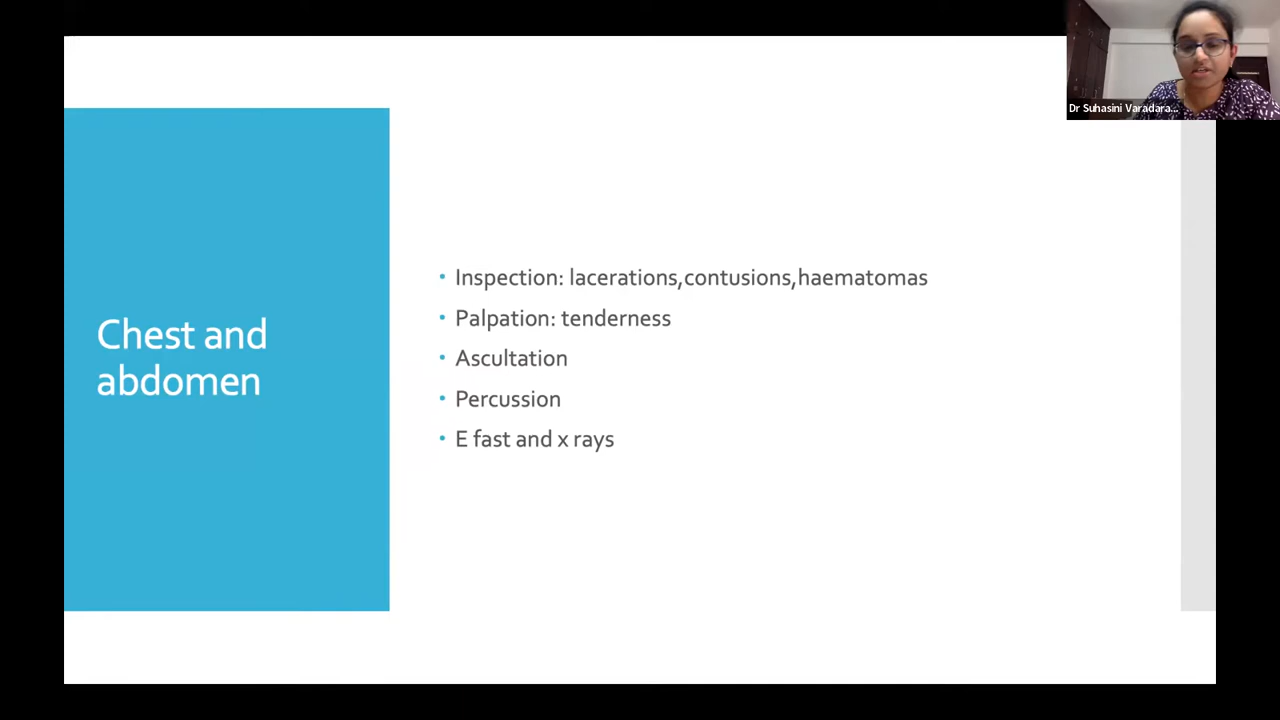 Dr Suhasini Varadara...
Chest and
abdomen
• Inspection: lacerations,contusions,haematomas
• Palpation: tenderness
• Ascultation
• Percussion
• E fast and x rays